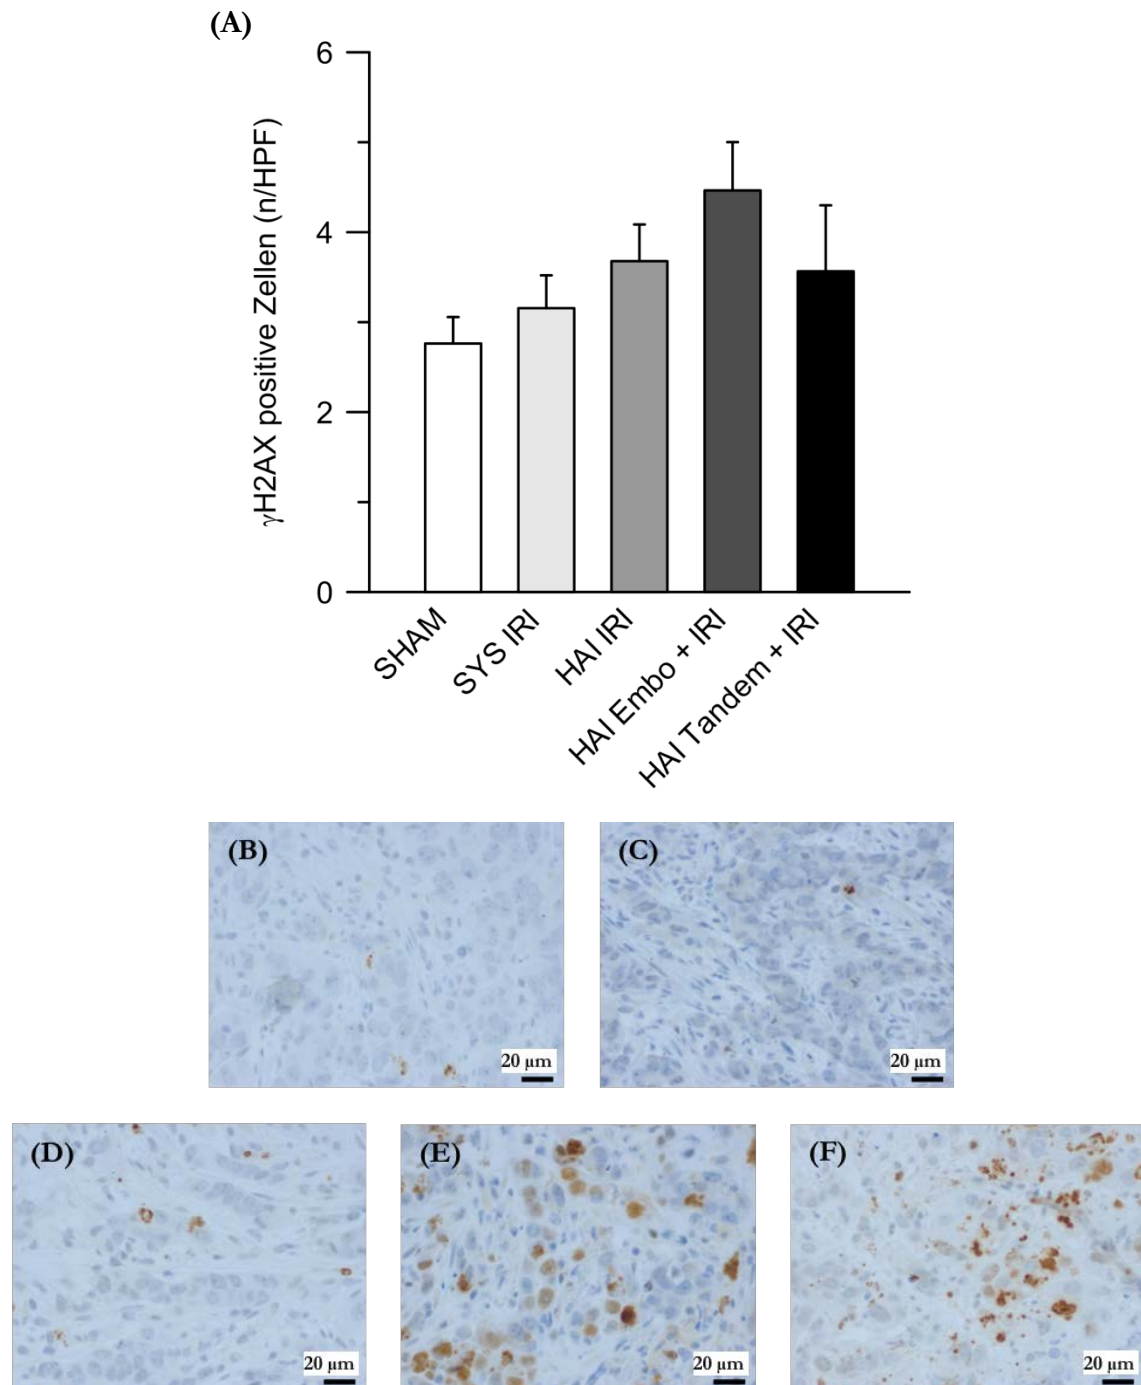 (A)
6
4
2
0
γH2AX positive Zellen (n/HPF)
SHAM
SYS IRI
HAI IRI
HAI Embo + IRI
HAI Tandem + IRI
(B)
20 µm
(C)
20 µm
(D)
20 µm
(E)
20 µm
(F)
20 µm